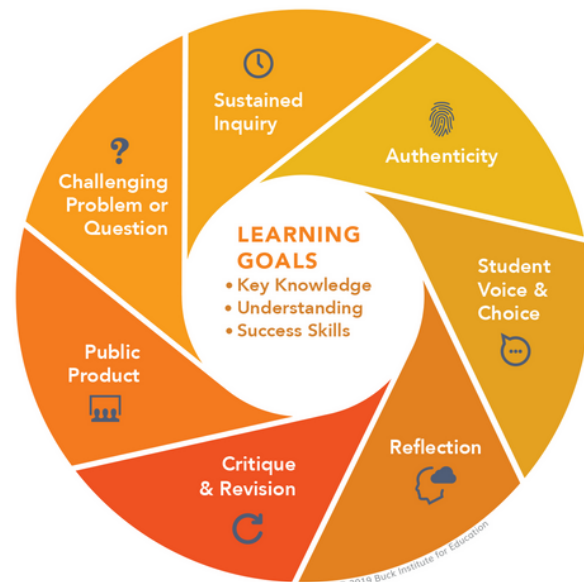 Sustained
Inquiry
Authenticity
?
Challenging
Problem or
Question
LEARNING
GOALS
• Key Knowledge
• Understanding
• Success Skills
Student
Voice &
Choice
Public
Product
Reflection
Critique
& Revision
2019 Buck Institute for Education